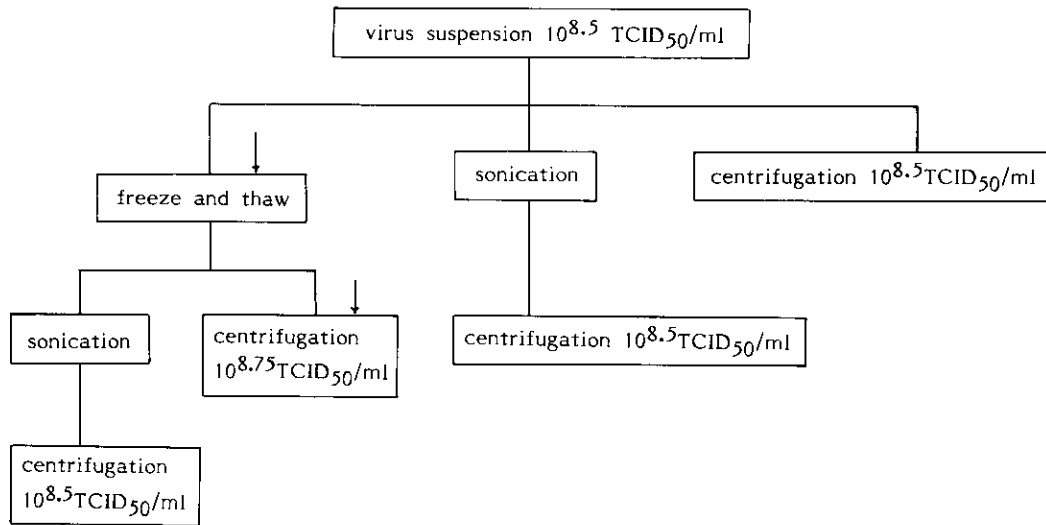 virus suspension 10^8.5 TCID50/ml
freeze and thaw
sonication
centrifugation 10^8.5TCID50/ml
sonication
centrifugation
10^8.75TCID50/ml
centrifugation 10^8.5TCID50/ml
centrifugation
10^8.5TCID50/ml